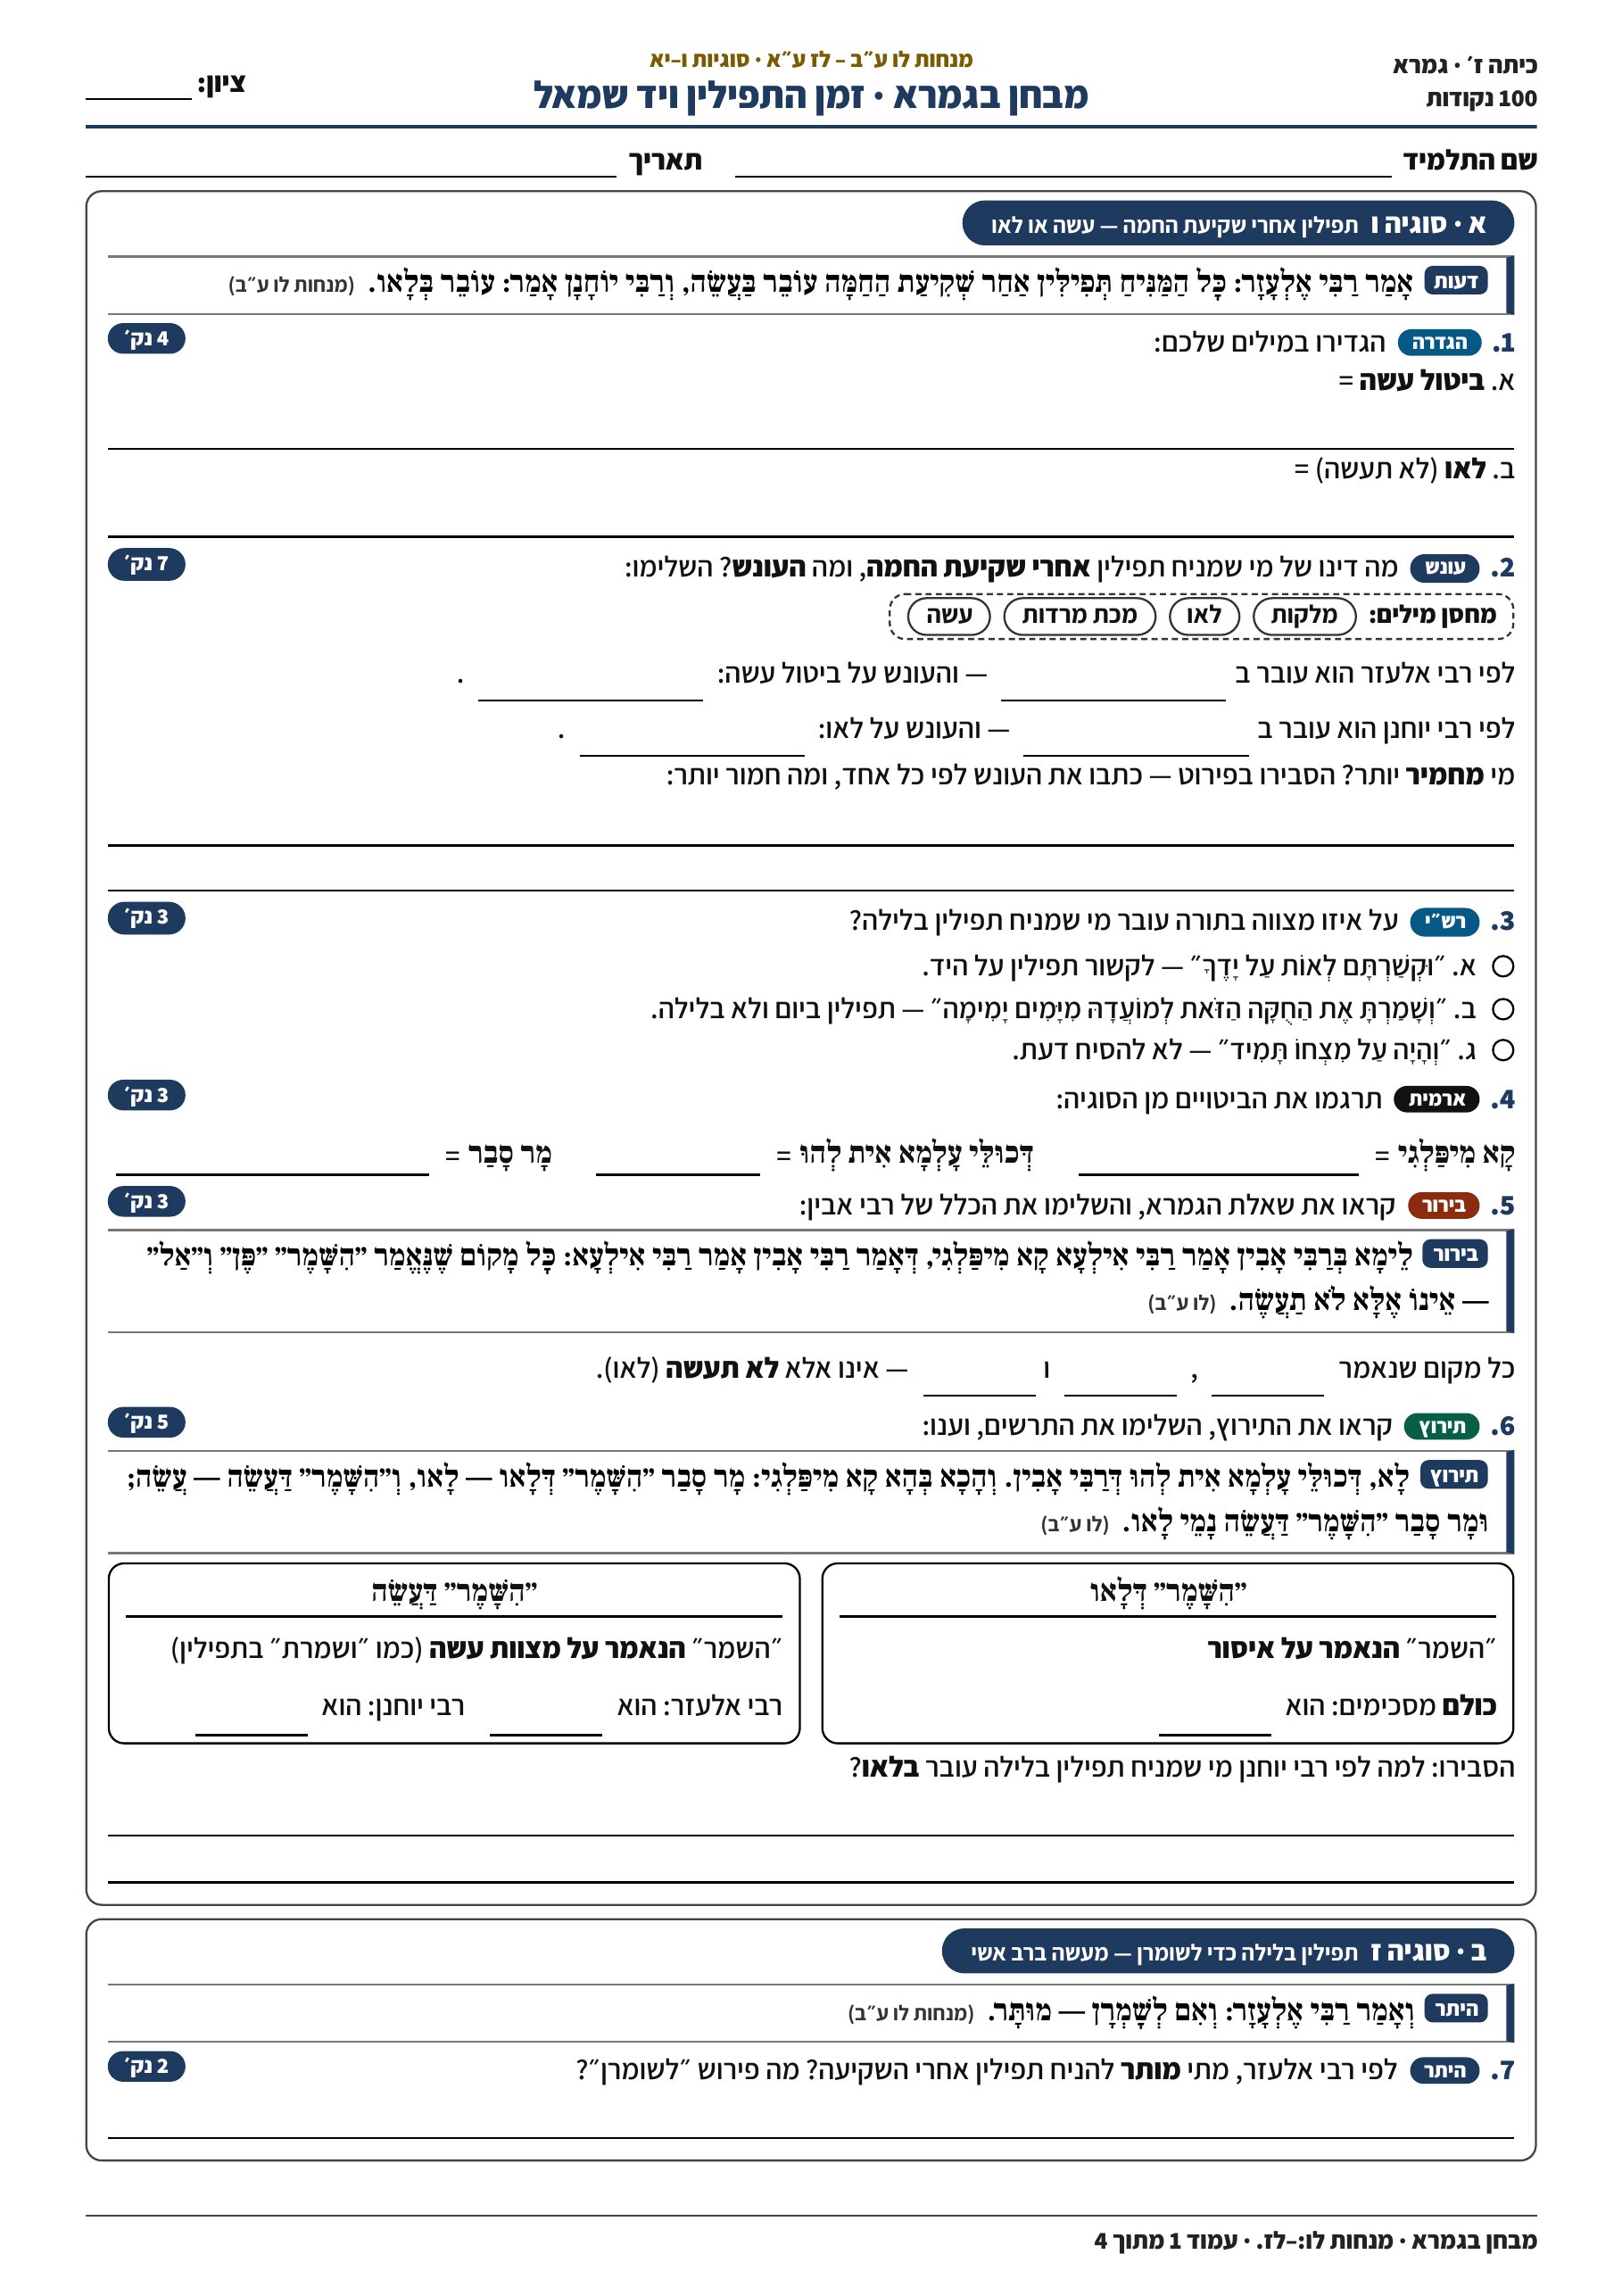 כיתה ז׳ · גמרא
100 נקודות
מנחות לו ע״ב – לז ע״א · סוגיות ו–יא
מבחן בגמרא · זמן התפילין ויד שמאל
ציון:
שם התלמיד
תאריך
א · סוגיה ו תפילין אחרי שקיעת החמה — עשה או לאו
דעות אָמַר רַבִּי אֶלְעָזָר: כׇּל הַמַּנִּיחַ תְּפִילִּין אַחַר שְׁקִיעַת הַחַמָּה עוֹבֵר בַּעֲשֵׂה, וְרַבִּי יוֹחָנָן אָמַר: עוֹבֵר בְּלָאו. (מנחות לו ע״ב)
1. הגדרה הגדירו במילים שלכם: 4 נק׳
א. ביטול עשה =
ב. לאו (לא תעשה) =
2. עונש מה דינו של מי שמניח תפילין אחרי שקיעת החמה, ומה העונש? השלימו: 7 נק׳
מחסן מילים: מלקות לאו מכת מרדות עשה
לפי רבי אלעזר הוא עובר ב — והעונש על ביטול עשה: .
לפי רבי יוחנן הוא עובר ב — והעונש על לאו: .
מי מחמיר יותר? הסבירו בפירוט — כתבו את העונש לפי כל אחד, ומה חמור יותר:
3. רש״י על איזו מצווה בתורה עובר מי שמניח תפילין בלילה? 3 נק׳
א. ״וּקְשַׁרְתָּם לְאוֹת עַל יָדֶךָ״ — לקשור תפילין על היד.
ב. ״וְשָׁמַרְתָּ אֶת הַחֻקָּה הַזֹּאת לְמוֹעֲדָהּ מִיָּמִים יָמִימָה״ — תפילין ביום ולא בלילה.
ג. ״וְהָיָה עַל מִצְחוֹ תָּמִיד״ — לא להסיח דעת.
4. ארמית תרגמו את הביטויים מן הסוגיה: 3 נק׳
קָא מִיפַּלְגִי = דְּכוּלֵּי עָלְמָא אִית לְהוּ = מָר סָבַר =
5. בירור קראו את שאלת הגמרא, והשלימו את הכלל של רבי אבין: 3 נק׳
בירור לֵימָא בְּרַבִּי אָבִין אָמַר רַבִּי אִילְעָא קָא מִיפַּלְגִי, דְּאָמַר רַבִּי אָבִין אָמַר רַבִּי אִילְעָא: כׇּל מָקוֹם שֶׁנֶּאֱמַר ״הִשָּׁמֶר״ ״פֶּן״ וְ״אַל״
— אֵינוֹ אֶלָּא לֹא תַעֲשֶׂה. (לו ע״ב)
כל מקום שנאמר , ו — אינו אלא לא תעשה (לאו).
6. תירוץ קראו את התירוץ, השלימו את התרשים, וענו: 5 נק׳
תירוץ לָא, דְּכוּלֵּי עָלְמָא אִית לְהוּ דְּרַבִּי אָבִין. וְהָכָא בְּהָא קָא מִיפַּלְגִי: מָר סָבַר ״הִשָּׁמֶר״ דְּלָאו — לָאו, וְ״הִשָּׁמֶר״ דַּעֲשֵׂה — עֲשֵׂה;
וּמָר סָבַר ״הִשָּׁמֶר״ דַּעֲשֵׂה נָמֵי לָאו. (לו ע״ב)
״הִשָּׁמֶר״ דְּלָאו
״השמר״ הנאמר על איסור
כולם מסכימים: הוא
״הִשָּׁמֶר״ דַּעֲשֵׂה
״השמר״ הנאמר על מצוות עשה (כמו ״ושמרת״ בתפילין)
רבי אלעזר: הוא רבי יוחנן: הוא
הסבירו: למה לפי רבי יוחנן מי שמניח תפילין בלילה עובר בלאו?
ב · סוגיה ז תפילין בלילה כדי לשומרן — מעשה ברב אשי
היתר וְאָמַר רַבִּי אֶלְעָזָר: וְאִם לְשׇׁמְרָן — מוּתָּר. (מנחות לו ע״ב)
7. היתר לפי רבי אלעזר, מתי מותר להניח תפילין אחרי השקיעה? מה פירוש ״לשומרן״? 2 נק׳
מבחן בגמרא · מנחות לו:–לז. · עמוד 1 מתוך 4